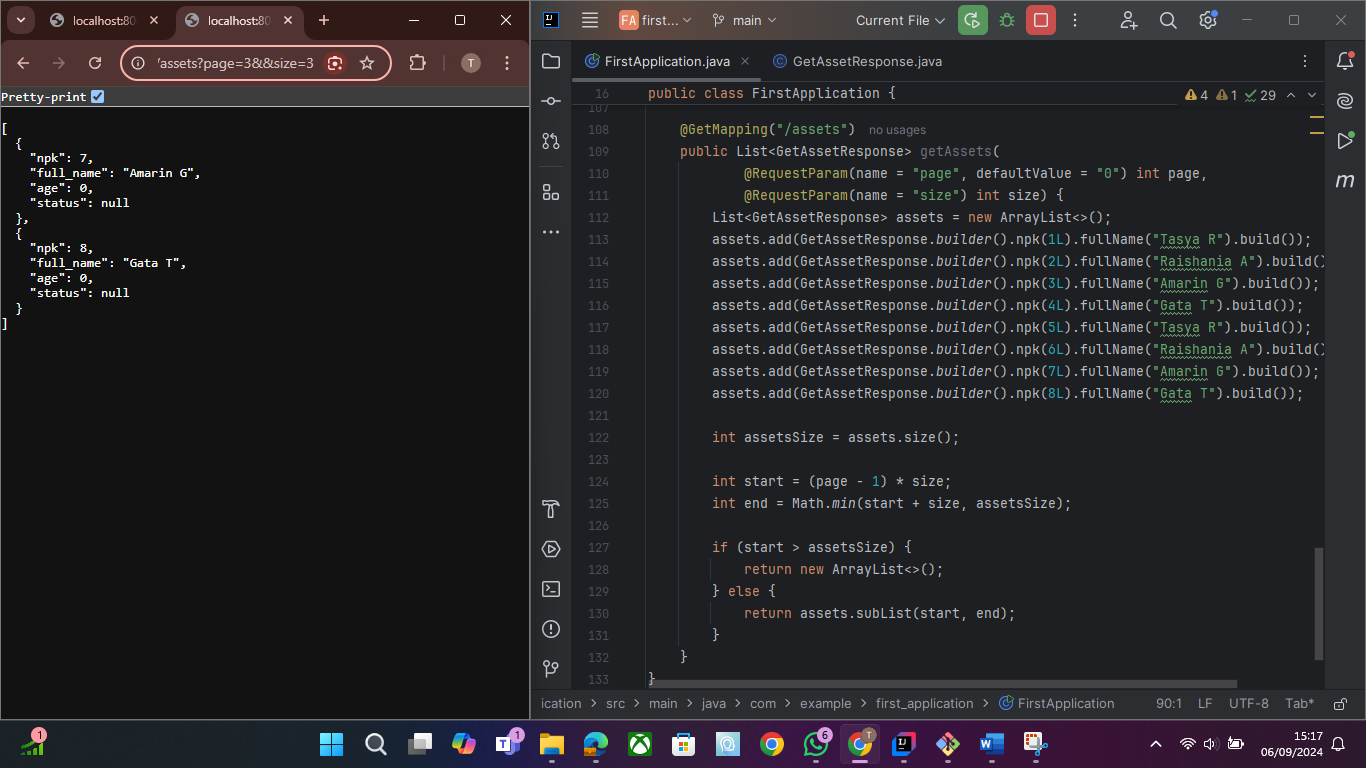 localhost:80
localhost:80
/assets?page=3&&size=3
T
Pretty-print
[
{
"npk": 7,
"full_name": "Amarin G",
"age": 0,
"status": null
},
{
"npk": 8,
"full_name": "Gata T",
"age": 0,
"status": null
}
]
FA first...
main
Current File
FirstApplication.java
GetAssetResponse.java
16 public class FirstApplication {
4 1 29
107
108 @GetMapping("/assets") no usages
109 public List<GetAssetResponse> getAssets(
110 @RequestParam(name = "page", defaultValue = "0") int page,
111 @RequestParam(name = "size") int size) {
112 List<GetAssetResponse> assets = new ArrayList<>();
113 assets.add(GetAssetResponse.builder().npk(1L).fullName("Tasya R").build());
114 assets.add(GetAssetResponse.builder().npk(2L).fullName("Raishania A").build()
115 assets.add(GetAssetResponse.builder().npk(3L).fullName("Amarin G").build());
116 assets.add(GetAssetResponse.builder().npk(4L).fullName("Gata T").build());
117 assets.add(GetAssetResponse.builder().npk(5L).fullName("Tasya R").build());
118 assets.add(GetAssetResponse.builder().npk(6L).fullName("Raishania A").build()
119 assets.add(GetAssetResponse.builder().npk(7L).fullName("Amarin G").build());
120 assets.add(GetAssetResponse.builder().npk(8L).fullName("Gata T").build());
121
122 int assetsSize = assets.size();
123
124 int start = (page - 1) * size;
125 int end = Math.min(start + size, assetsSize);
126
127 if (start > assetsSize) {
128 return new ArrayList<>();
129 } else {
130 return assets.subList(start, end);
131 }
132 }
133 }
ication > src > main > java > com > example > first_application > FirstApplication
90:1 LF UTF-8 Tab*
1
1
6
T
15:17
06/09/2024